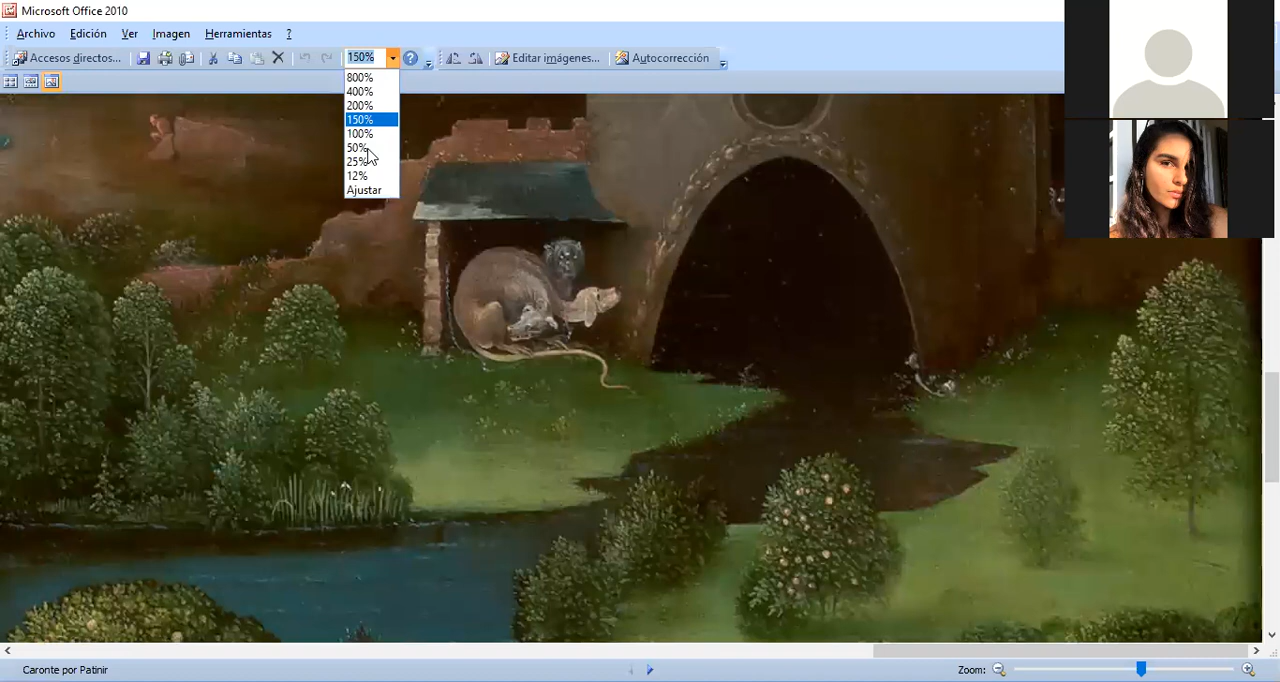 Microsoft Office 2010
Archivo Edición Ver Imagen Herramientas ?
Accesos directos... 150% Editar imágenes... Autocorrección
800%
400%
200%
150%
100%
50%
25%
12%
Ajustar
Caronte por Patinir Zoom: